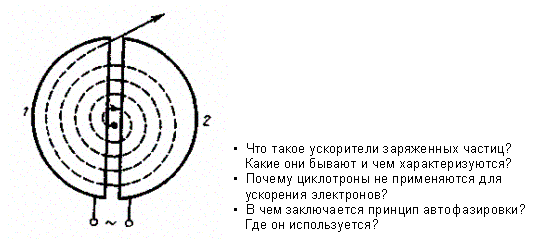 1
2
~
• Что такое ускорители заряженных частиц?
Какие они бывают и чем характеризуются?
• Почему циклотроны не применяются для
ускорения электронов?
• В чем заключается принцип автофазировки?
Где он используется?